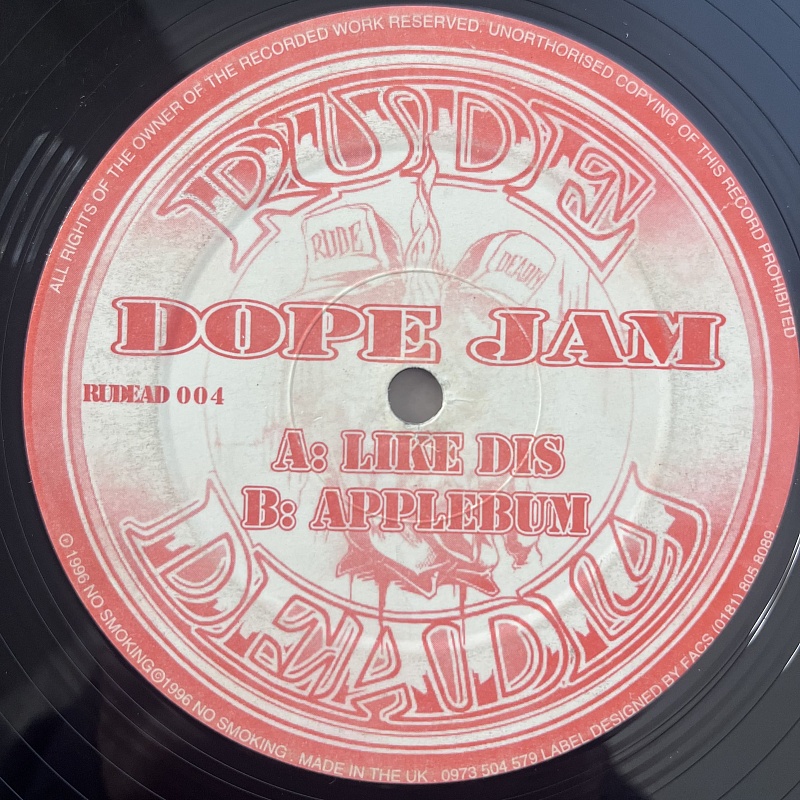 ALL RIGHTS OF THE OWNER OF THE RECORDED WORK RESERVED. UNORTHORISED COPYING OF THIS RECORD PROHIBITED
RUDE
RUDE
DEADLY
DOPE JAM
RUDEAD 004
A: LIKE DIS
B: APPLEBUM
DEADLY
℗1996 NO SMOKING©1996 NO SMOKING . MADE IN THE UK . 0973 504 579 LABEL DESIGNED BY FACS (0181) 805 8089